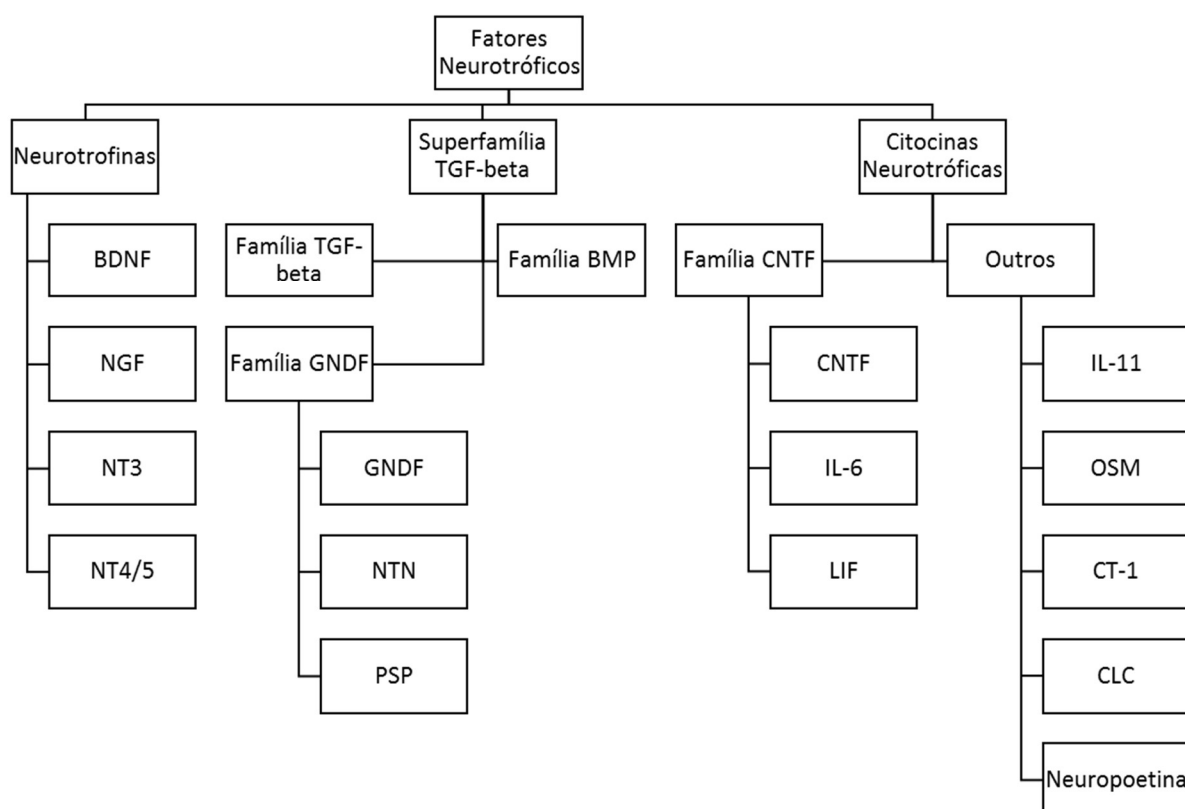 Fatores
Neurotróficos
Neurotrofinas
Superfamília
TGF-beta
Citocinas
Neurotróficas
BDNF
NGF
NT3
NT4/5
Família TGF-
beta
Família BMP
Família GNDF
GNDF
NTN
PSP
Família CNTF
CNTF
IL-6
LIF
Outros
IL-11
OSM
CT-1
CLC
Neuropoetina